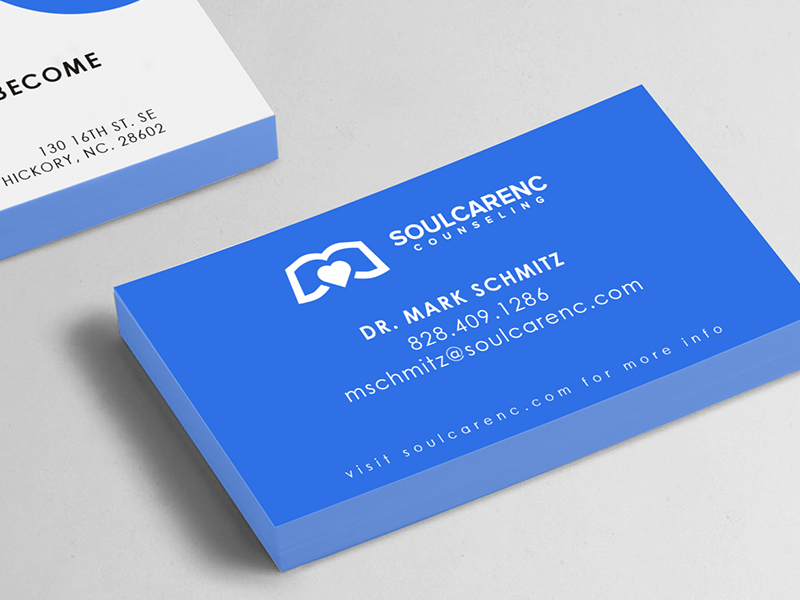 BECOME
130 16TH ST. SE
HICKORY, NC. 28602
SOULCARENC
COUNSELING
DR. MARK SCHMITZ
828.409.1286
mschmitz@soulcarenc.com
visit soulcarenc.com for more info